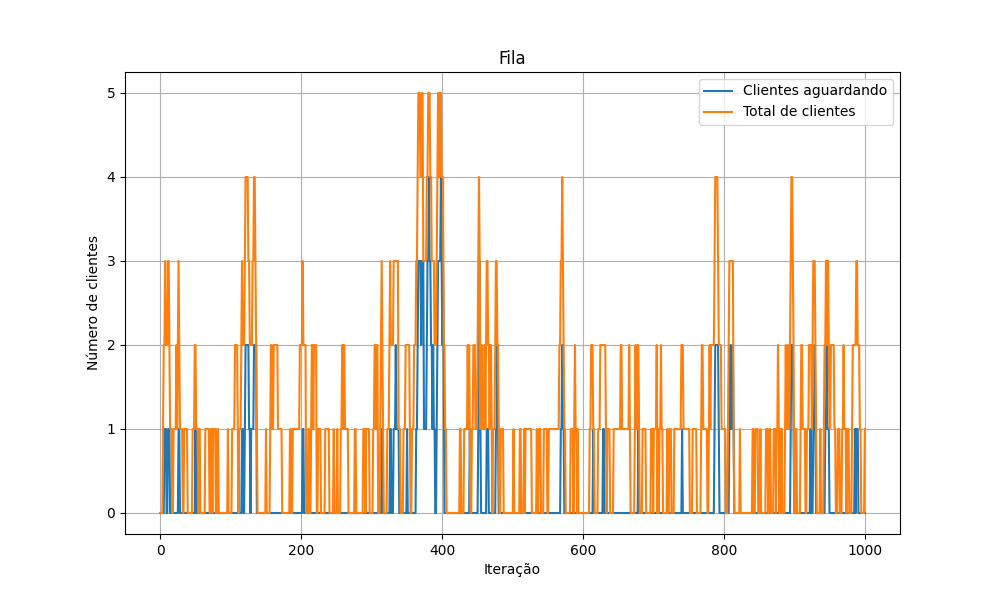 Fila
Clientes aguardando
Total de clientes
Número de clientes
5
4
3
2
1
0
0 200 400 600 800 1000
Iteração